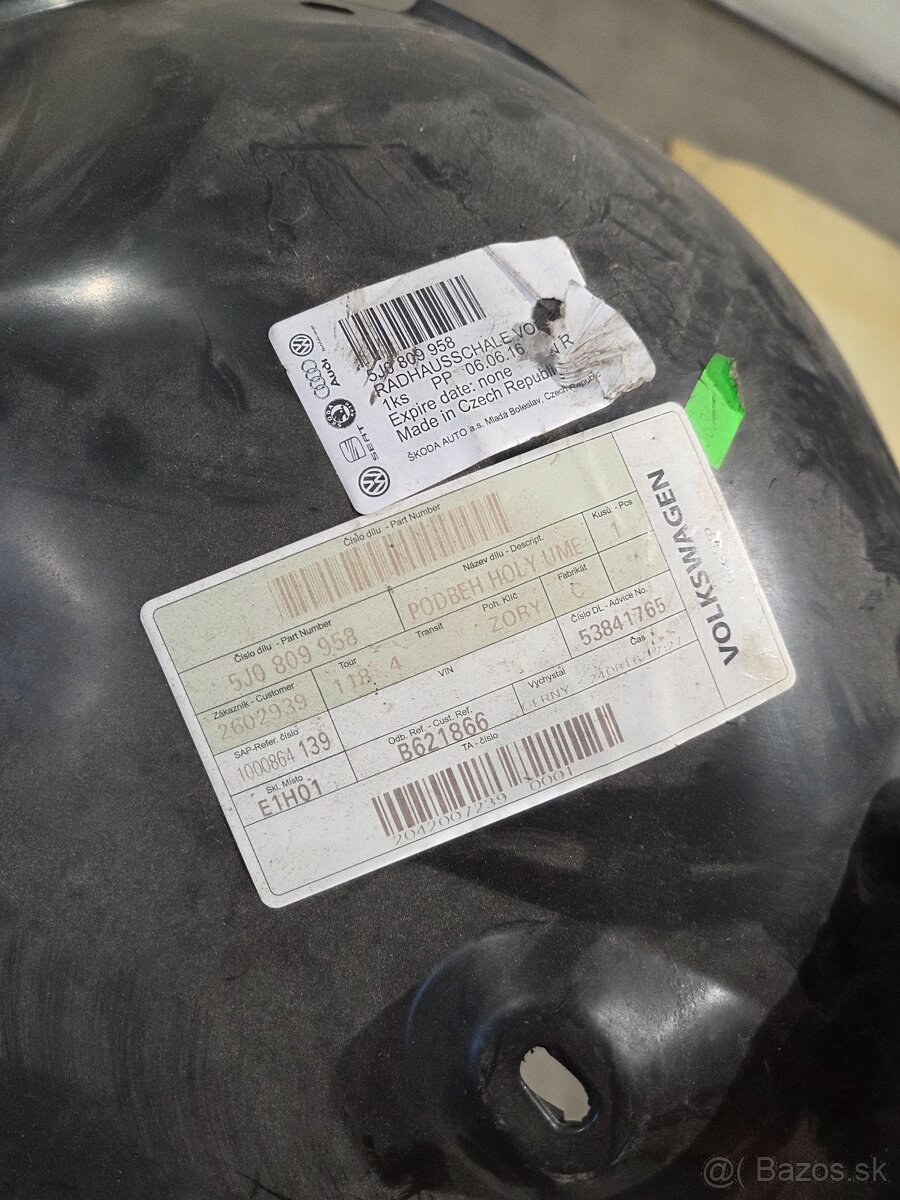 Audi
SEAT
5J0 809 958
RADHAUSSCHALE VO
1ks PP 06.06.16
Expire date: none
Made in Czech Republi
ŠKODA AUTO a.s. Mladá Boleslav, Czech Republic
VOLKSWAGEN
Číslo dílu - Part Number
Název dílu - Descript.
Kusů - Pcs
PODBEH HOLY UME
1
Číslo dílu - Part Number
5J0 809 958
Zákazník - Customer
Tour
Transit
Poh. Klíč
Fabrikát
2602939
118 4
ZORY
C
SAP-Refer. číslo
VIN
Číslo DL - Advice No.
1000864 139
53841765
Skl. Místo
Odb. Ref. - Cust. Ref.
Vychystal
Čas
E1H01
B621866
TA - číslo
2042007239 0001
@( Bazos.sk